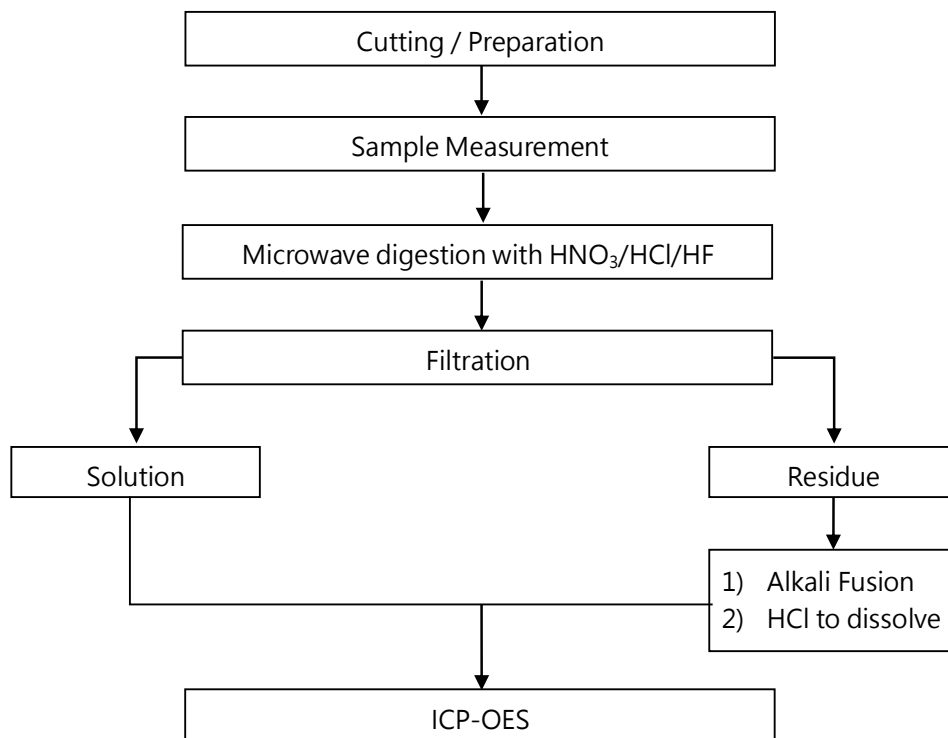 Cutting / Preparation
Sample Measurement
Microwave digestion with HNO₃/HCl/HF
Filtration
Solution
Residue
1) Alkali Fusion
2) HCl to dissolve
ICP-OES